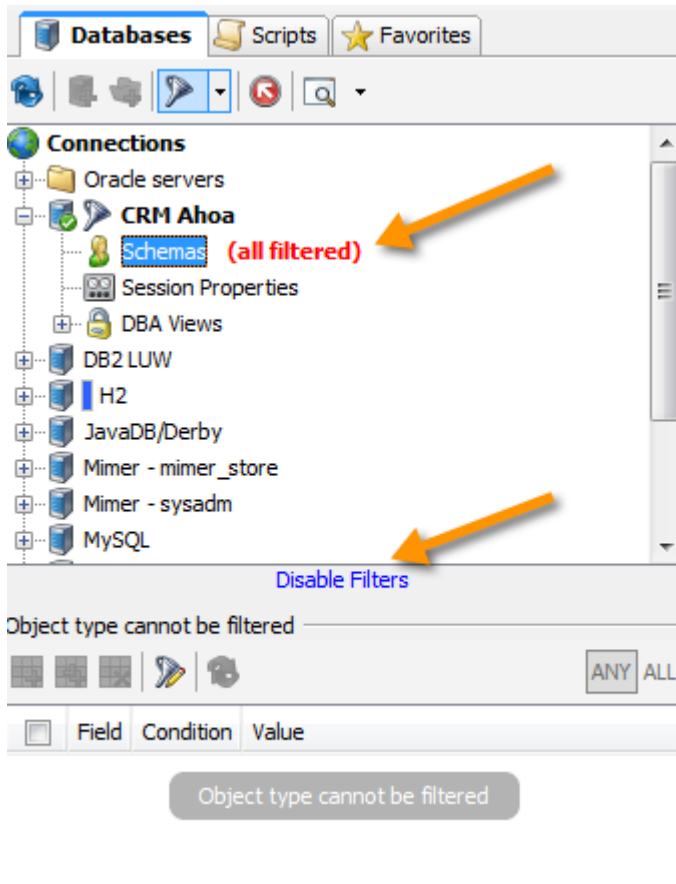 Databases Scripts Favorites
Connections
Oracle servers
CRM Ahoa
Schemas (all filtered)
Session Properties
DBA Views
DB2 LUW
H2
JavaDB/Derby
Mimer - mimer_store
Mimer - sysadm
MySQL
Disable Filters
Object type cannot be filtered
ANY ALL
Field Condition Value
Object type cannot be filtered